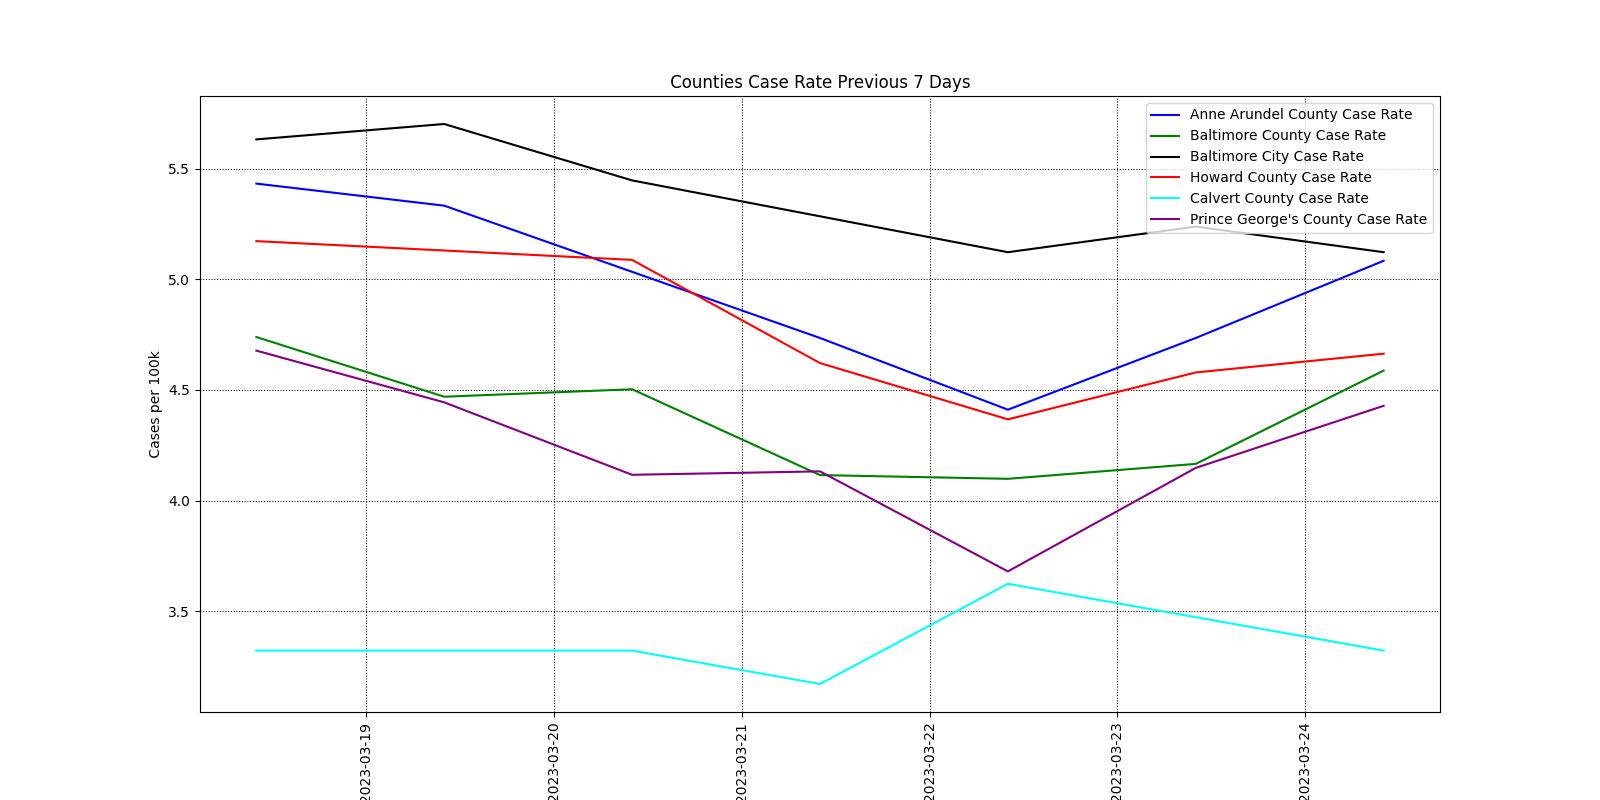 Counties Case Rate Previous 7 Days
Anne Arundel County Case Rate
Baltimore County Case Rate
Baltimore City Case Rate
Howard County Case Rate
Calvert County Case Rate
Prince George's County Case Rate
Cases per 100k
5.5
5.0
4.5
4.0
3.5
2023-03-19
2023-03-20
2023-03-21
2023-03-22
2023-03-23
2023-03-24